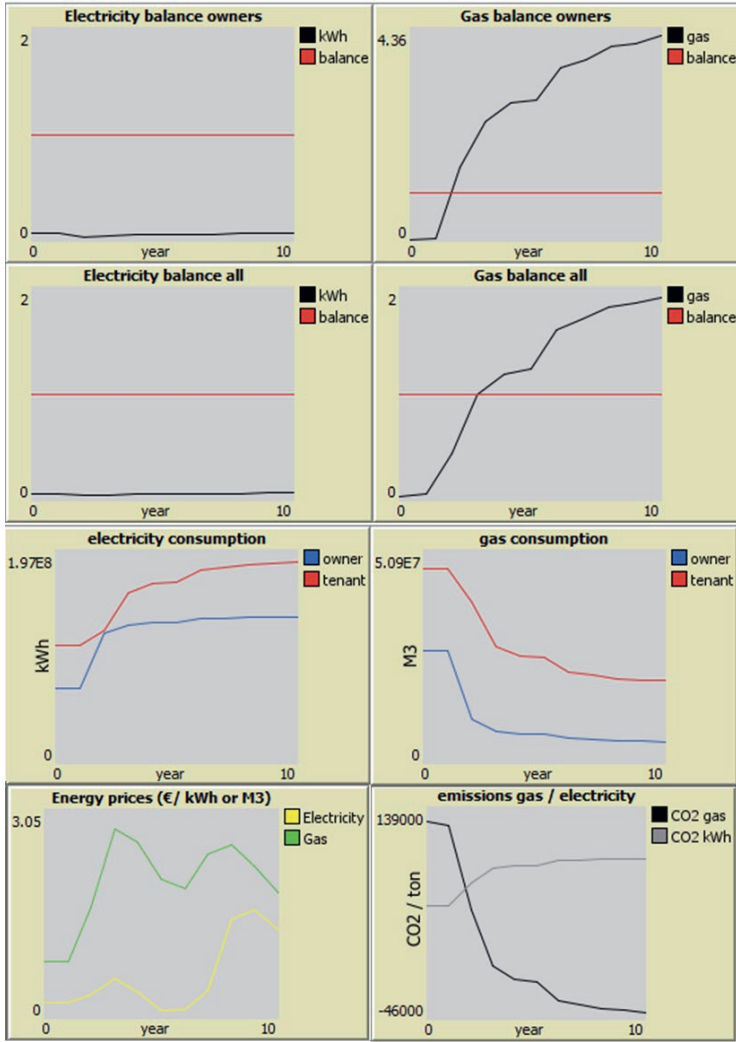 Electricity balance owners
2
kWh
balance
0
0
year
10
Gas balance owners
4.36
gas
balance
0
0
year
10
Electricity balance all
2
kWh
balance
0
0
year
10
Gas balance all
2
gas
balance
0
0
year
10
electricity consumption
1.97E8
owner
tenant
kWh
0
0
year
10
gas consumption
5.09E7
owner
tenant
M3
0
0
year
10
Energy prices (€/ kWh or M3)
3.05
Electricity
Gas
0
0
year
10
emissions gas / electricity
139000
CO2 gas
CO2 kWh
CO2 / ton
-46000
0
year
10